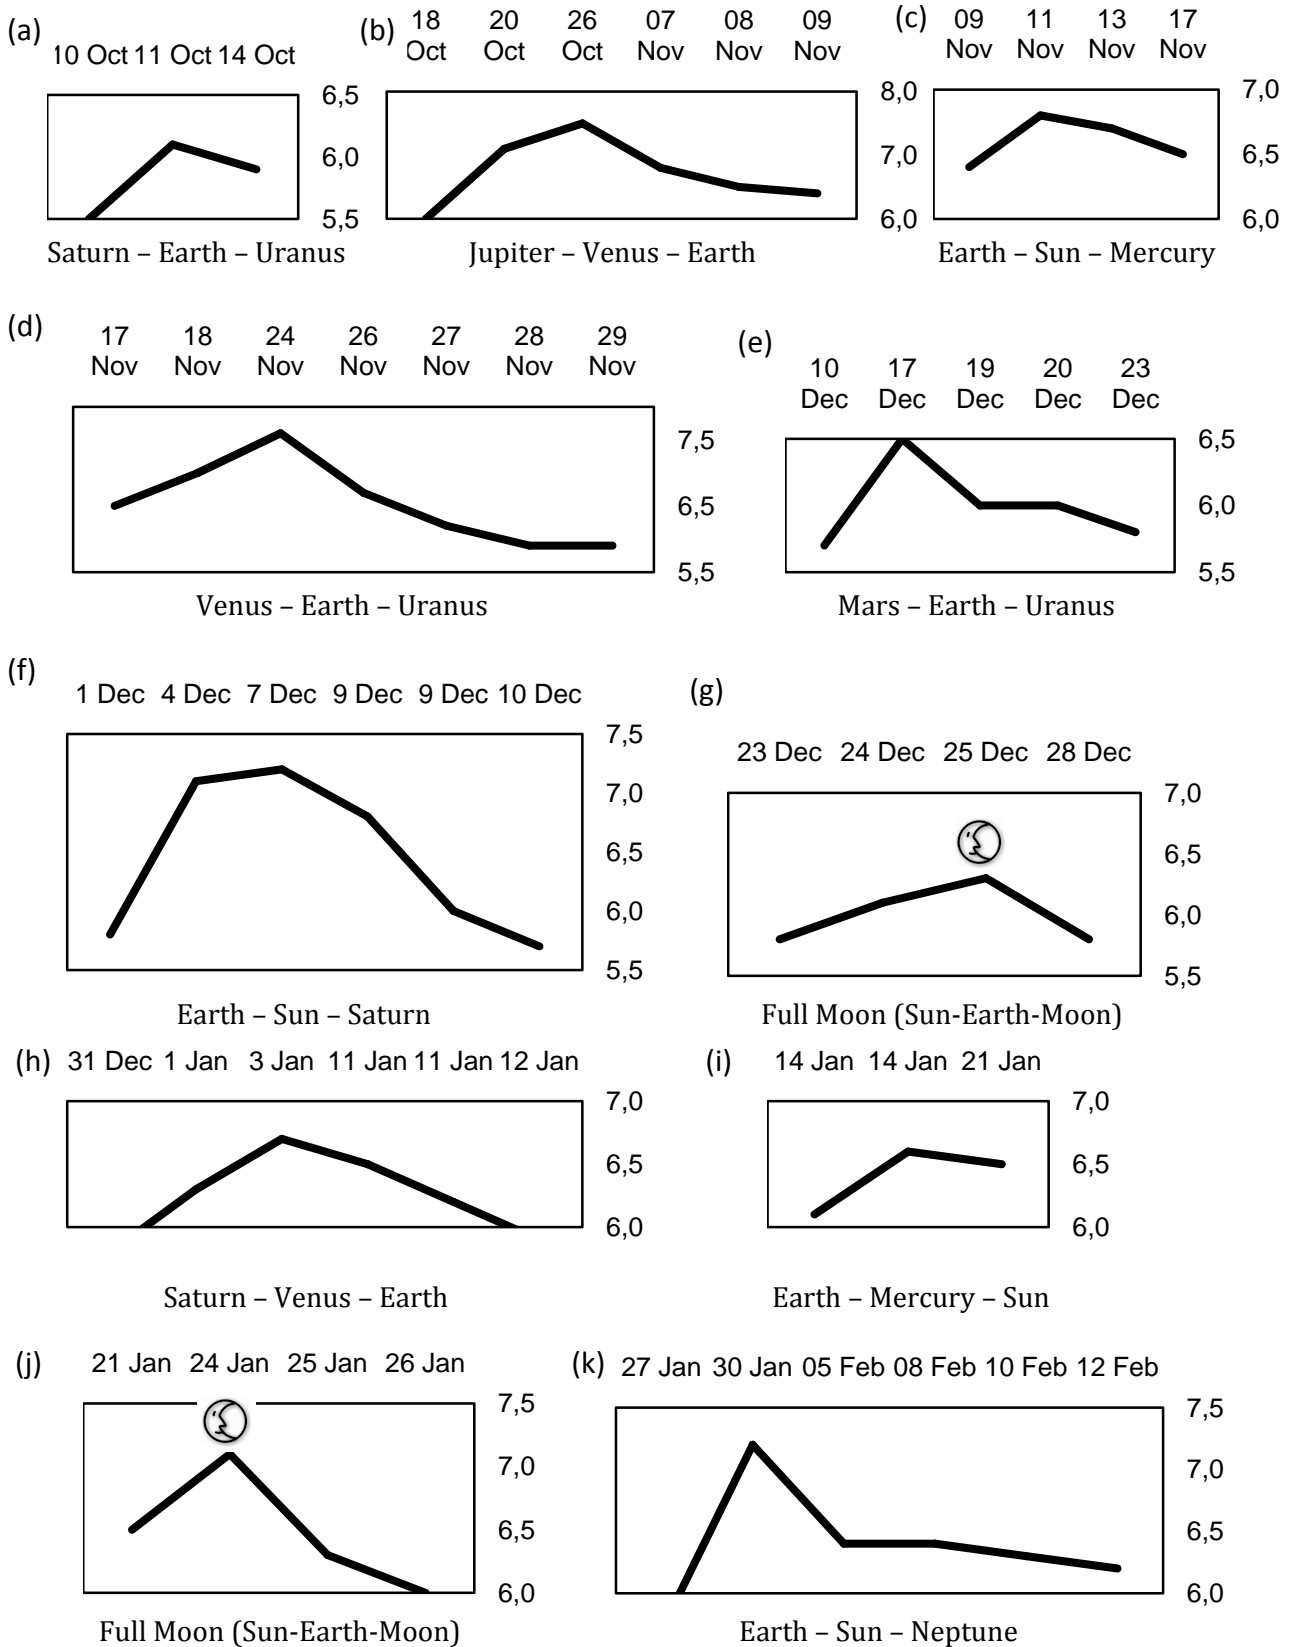 (a)
10 Oct 11 Oct 14 Oct
6,5
6,0
5,5
Saturn – Earth – Uranus
(b)
18 20 26 07 08 09
Oct Oct Oct Nov Nov Nov
Jupiter – Venus – Earth
(c)
09 11 13 17
Nov Nov Nov Nov
8,0 7,0
7,0 6,5
6,0 6,0
Earth – Sun – Mercury
(d)
17 18 24 26 27 28 29
Nov Nov Nov Nov Nov Nov Nov
7,5
6,5
5,5
Venus – Earth – Uranus
(e)
10 17 19 20 23
Dec Dec Dec Dec Dec
6,5
6,0
5,5
Mars – Earth – Uranus
(f)
1 Dec 4 Dec 7 Dec 9 Dec 9 Dec 10 Dec
7,5
7,0
6,5
6,0
5,5
Earth – Sun – Saturn
(g)
23 Dec 24 Dec 25 Dec 28 Dec
7,0
6,5
6,0
5,5
Full Moon (Sun-Earth-Moon)
(h) 31 Dec 1 Jan 3 Jan 11 Jan 11 Jan 12 Jan
7,0
6,5
6,0
Saturn – Venus – Earth
(i) 14 Jan 14 Jan 21 Jan
7,0
6,5
6,0
Earth – Mercury – Sun
(j) 21 Jan 24 Jan 25 Jan 26 Jan
7,5
7,0
6,5
6,0
Full Moon (Sun-Earth-Moon)
(k) 27 Jan 30 Jan 05 Feb 08 Feb 10 Feb 12 Feb
7,5
7,0
6,5
6,0
Earth – Sun – Neptune